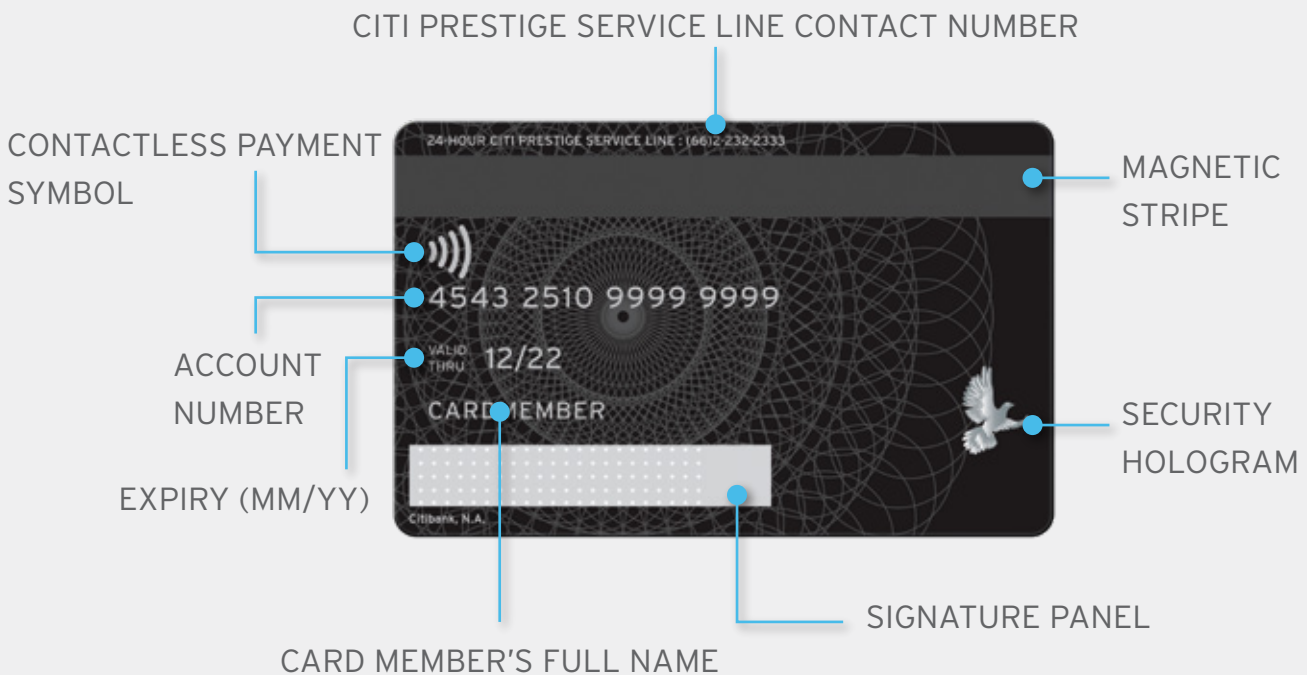 CITI PRESTIGE SERVICE LINE CONTACT NUMBER
CONTACTLESS PAYMENT
SYMBOL
24-HOUR CITI PRESTIGE SERVICE LINE : (66)2-232-2333
MAGNETIC
STRIPE
4543 2510 9999 9999
ACCOUNT
NUMBER
VALID
THRU 12/22
CARD MEMBER
SECURITY
HOLOGRAM
EXPIRY (MM/YY)
Citibank, N.A.
SIGNATURE PANEL
CARD MEMBER'S FULL NAME